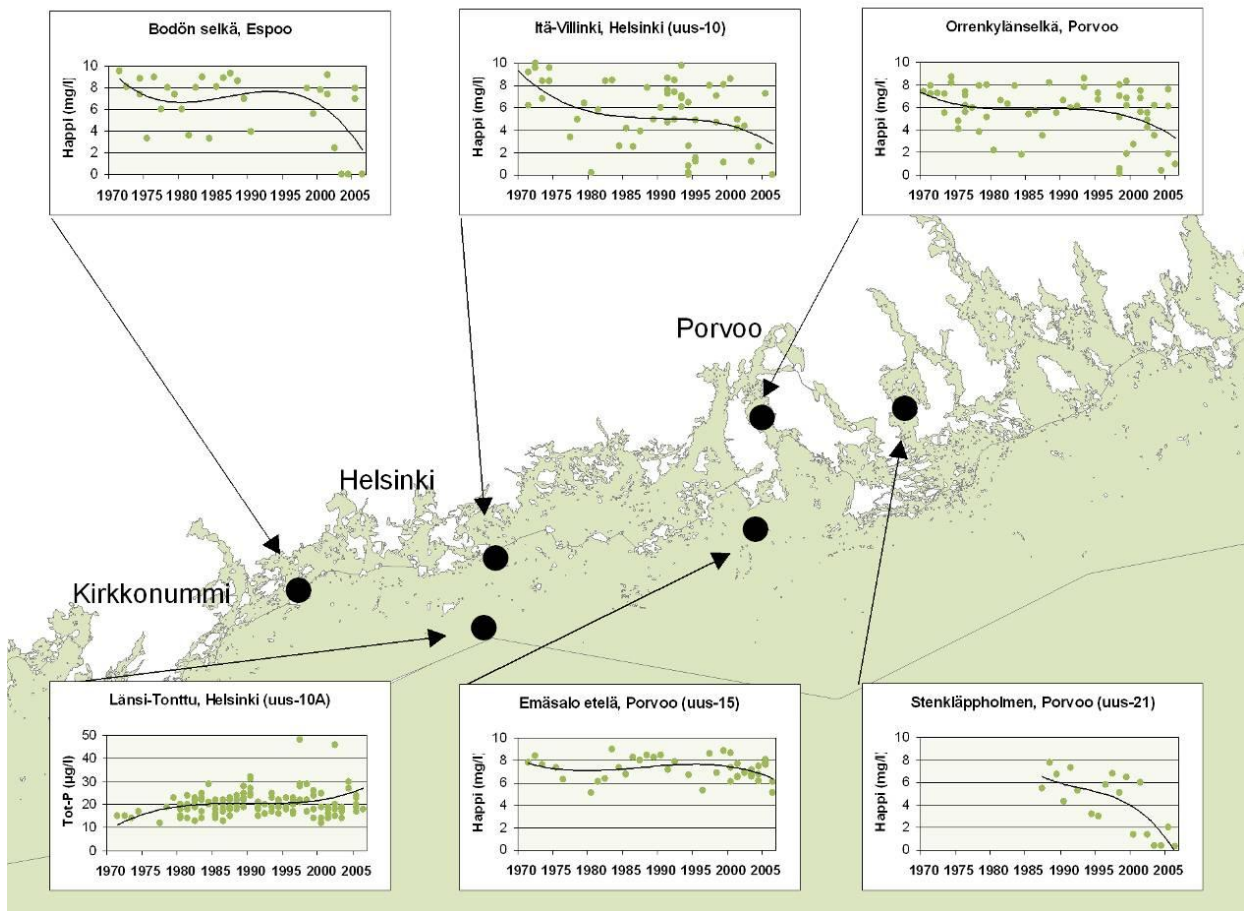 Bodön selkä, Espoo
Happi (mg/l)
10
8
6
4
2
0
1970 1975 1980 1985 1990 1995 2000 2005
Itä-Villinki, Helsinki (uus-10)
Happi (mg/l)
10
8
6
4
2
0
1970 1975 1980 1985 1990 1995 2000 2005
Orrenkylänselkä, Porvoo
Happi (mg/l)
10
8
6
4
2
0
1970 1975 1980 1985 1990 1995 2000 2005
Porvoo
Helsinki
Kirkkonummi
Länsi-Tonttu, Helsinki (uus-10A)
Tot-P (µg/l)
50
40
30
20
10
0
1970 1975 1980 1985 1990 1995 2000 2005
Emäsalo etelä, Porvoo (uus-15)
Happi (mg/l)
10
8
6
4
2
0
1970 1975 1980 1985 1990 1995 2000 2005
Stenkläppholmen, Porvoo (uus-21)
Happi (mg/l)
10
8
6
4
2
0
1970 1975 1980 1985 1990 1995 2000 2005